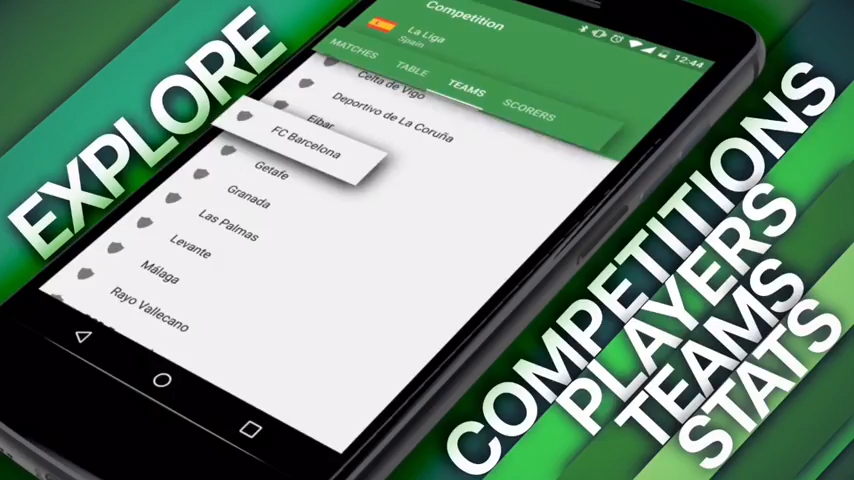 EXPLORE
12:44
Competition
La Liga
Spain
MATCHES
TABLE
TEAMS
SCORERS
Celta de Vigo
Deportivo de La Coruña
Eibar
FC Barcelona
Getafe
Granada
Las Palmas
Levante
Málaga
Rayo Vallecano
COMPETITIONS
PLAYERS
TEAMS
STATS